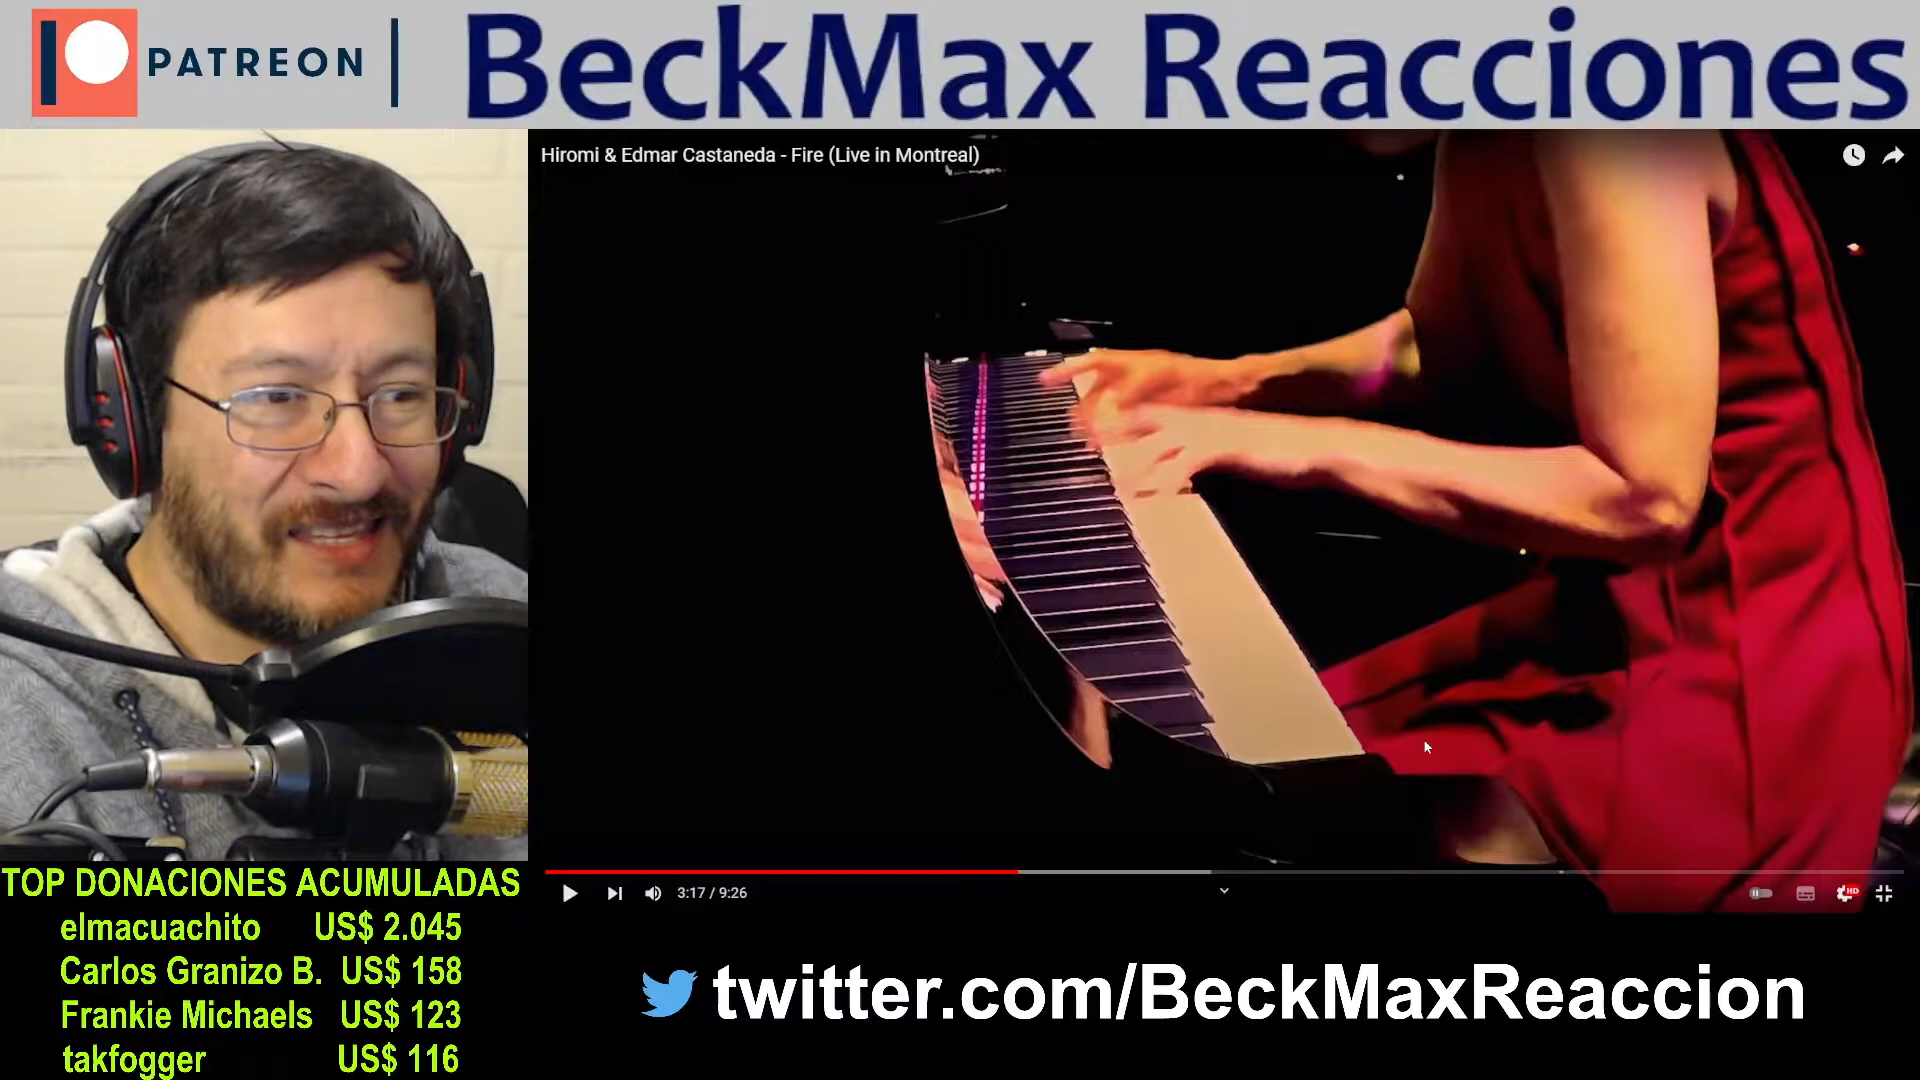 PATREON | BeckMax Reacciones
Hiromi & Edmar Castaneda - Fire (Live in Montreal)
3:17 / 9:26
HD
TOP DONACIONES ACUMULADAS
elmacuachito US$ 2.045
Carlos Granizo B. US$ 158
Frankie Michaels US$ 123
takfogger US$ 116
twitter.com/BeckMaxReaccion